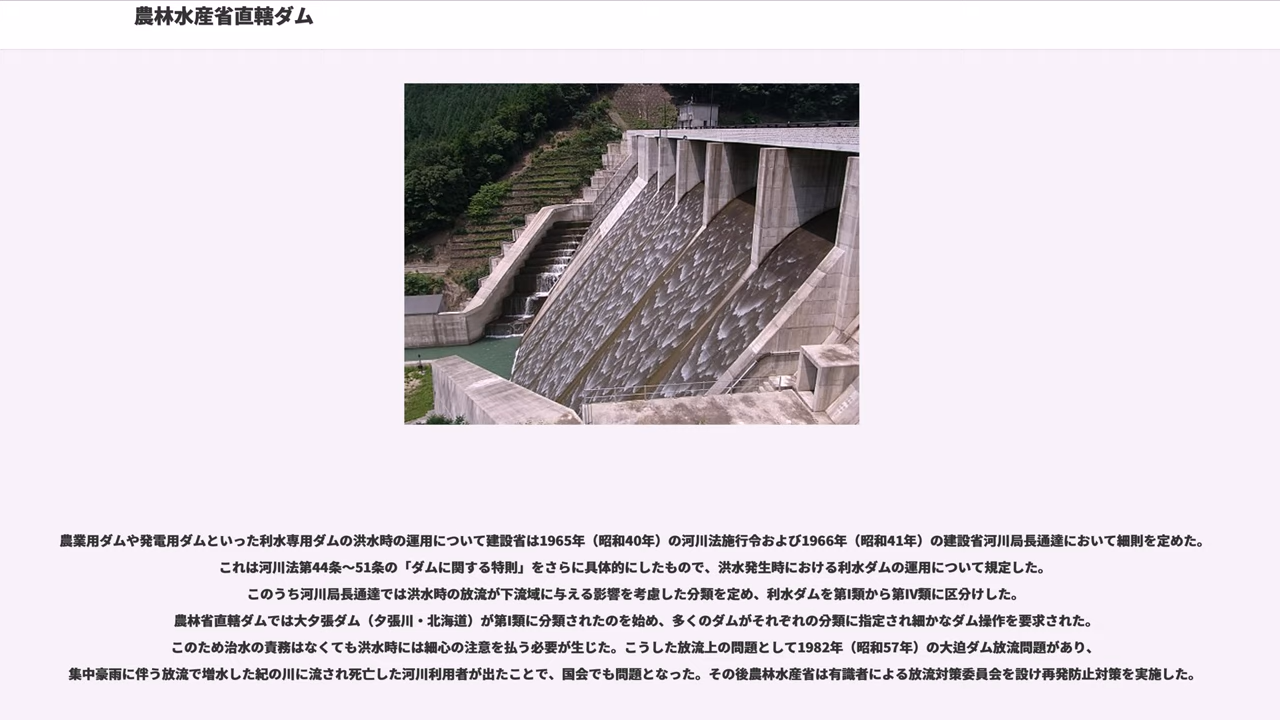 農林水産省直轄ダム
農業用ダムや発電用ダムといった利水専用ダムの洪水時の運用について建設省は1965年（昭和40年）の河川法施行令および1966年（昭和41年）の建設省河川局長通達において細則を定めた。
これは河川法第44条〜51条の「ダムに関する特則」をさらに具体的にしたもので、洪水発生時における利水ダムの運用について規定した。
このうち河川局長通達では洪水時の放流が下流域に与える影響を考慮した分類を定め、利水ダムを第I類から第IV類に区分けした。
農林省直轄ダムでは大夕張ダム（夕張川・北海道）が第I類に分類されたのを始め、多くのダムがそれぞれの分類に指定され細かなダム操作を要求された。
このため治水の責務はなくても洪水時には細心の注意を払う必要が生じた。こうした放流上の問題として1982年（昭和57年）の大迫ダム放流問題があり、
集中豪雨に伴う放流で増水した紀の川に流され死亡した河川利用者が出たことで、国会でも問題となった。その後農林水産省は有識者による放流対策委員会を設け再発防止対策を実施した。